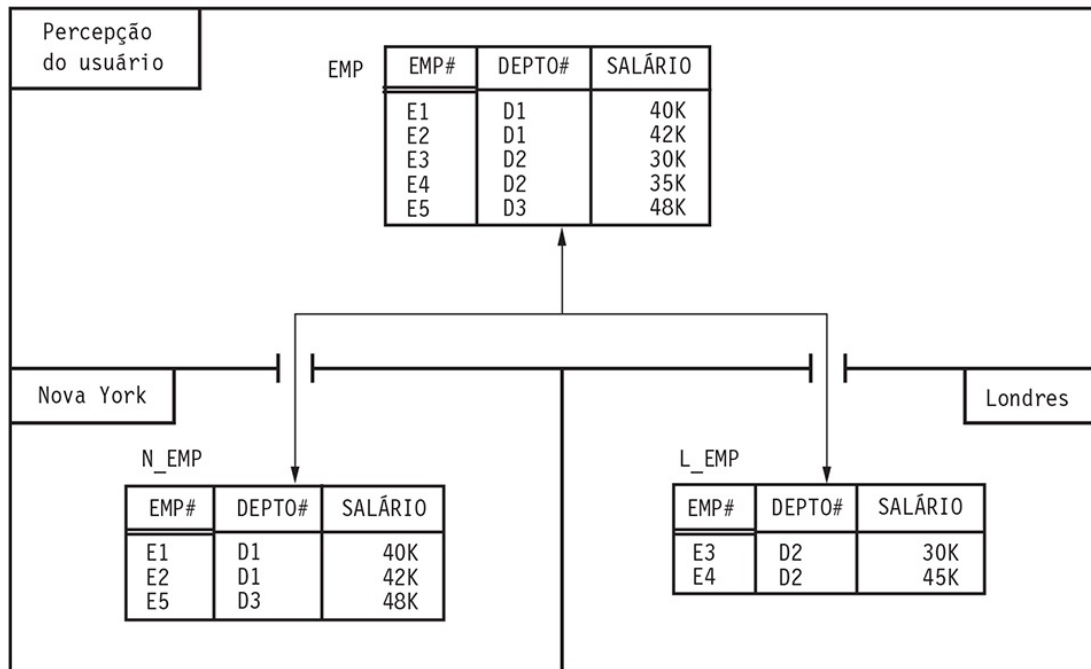 Percepção
do usuário
EMP
EMP# DEPTO# SALÁRIO
E1 D1 40K
E2 D1 42K
E3 D2 30K
E4 D2 35K
E5 D3 48K
Nova York
N_EMP
EMP# DEPTO# SALÁRIO
E1 D1 40K
E2 D1 42K
E5 D3 48K
Londres
L_EMP
EMP# DEPTO# SALÁRIO
E3 D2 30K
E4 D2 45K